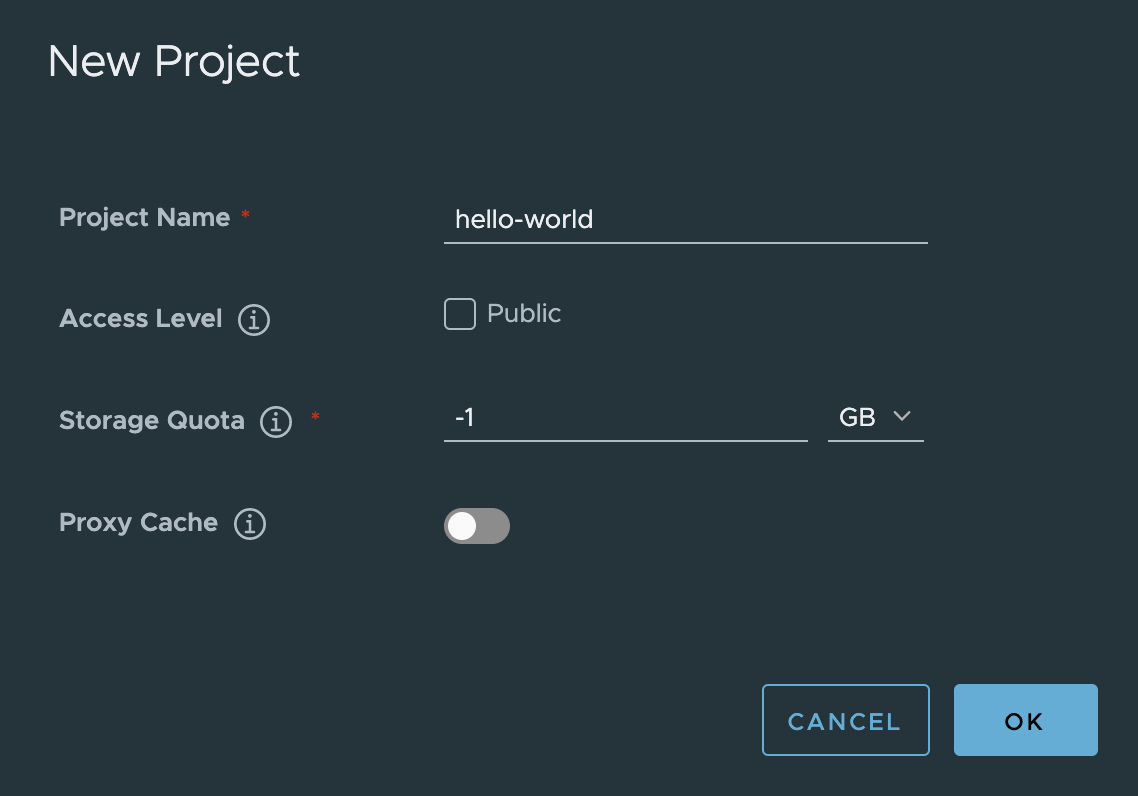 New Project
Project Name *
hello-world
Access Level
Public
Storage Quota *
-1
GB
Proxy Cache
CANCEL
OK